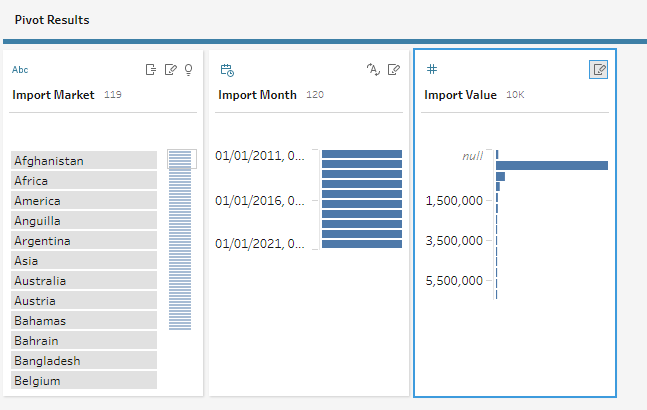 Pivot Results
Abc
Import Market 119
Afghanistan
Africa
America
Anguilla
Argentina
Asia
Australia
Austria
Bahamas
Bahrain
Bangladesh
Belgium
Import Month 120
01/01/2011, 0...
01/01/2016, 0...
01/01/2021, 0...
#
Import Value 10K
null
1,500,000
3,500,000
5,500,000